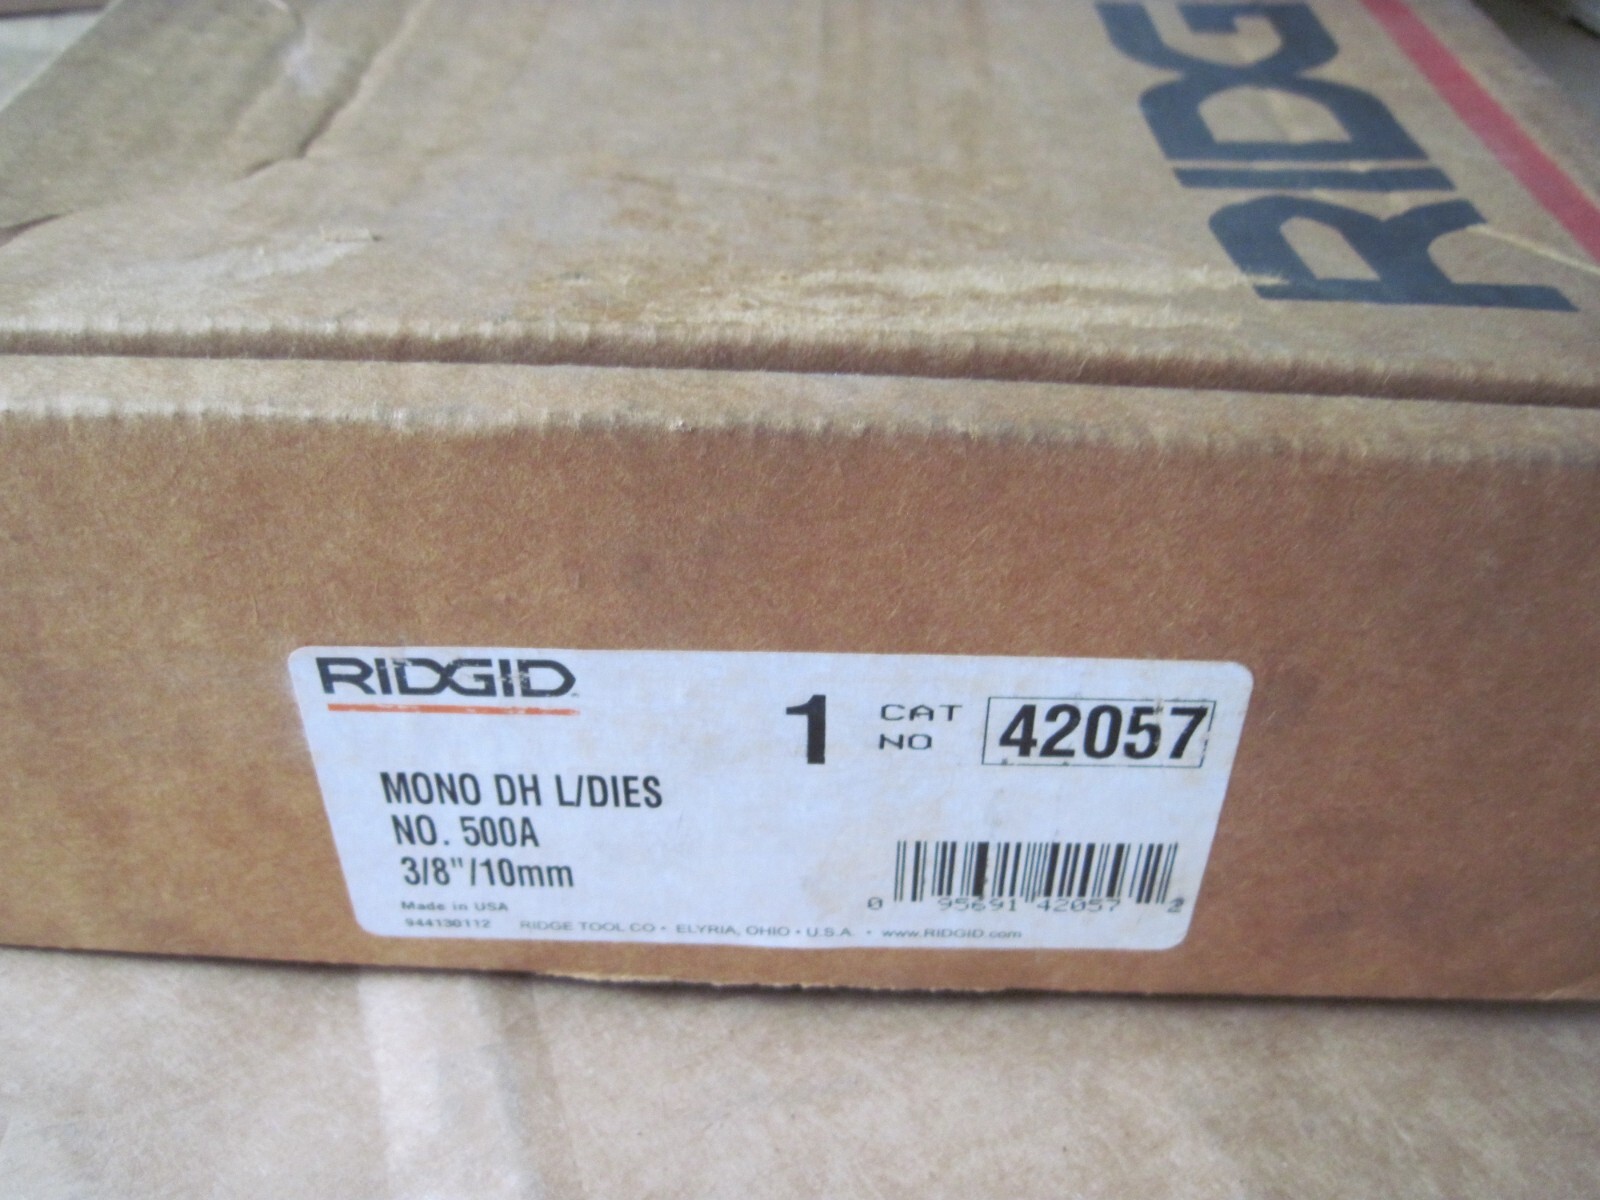 RIDG
RIDGID
1 CAT NO 42057
MONO DH L/DIES
NO. 500A
3/8"/10mm
Made in USA
944130112 RIDGE TOOL CO • ELYRIA, OHIO • U.S.A. • www.RIDGID.com
0 95691 42057 2